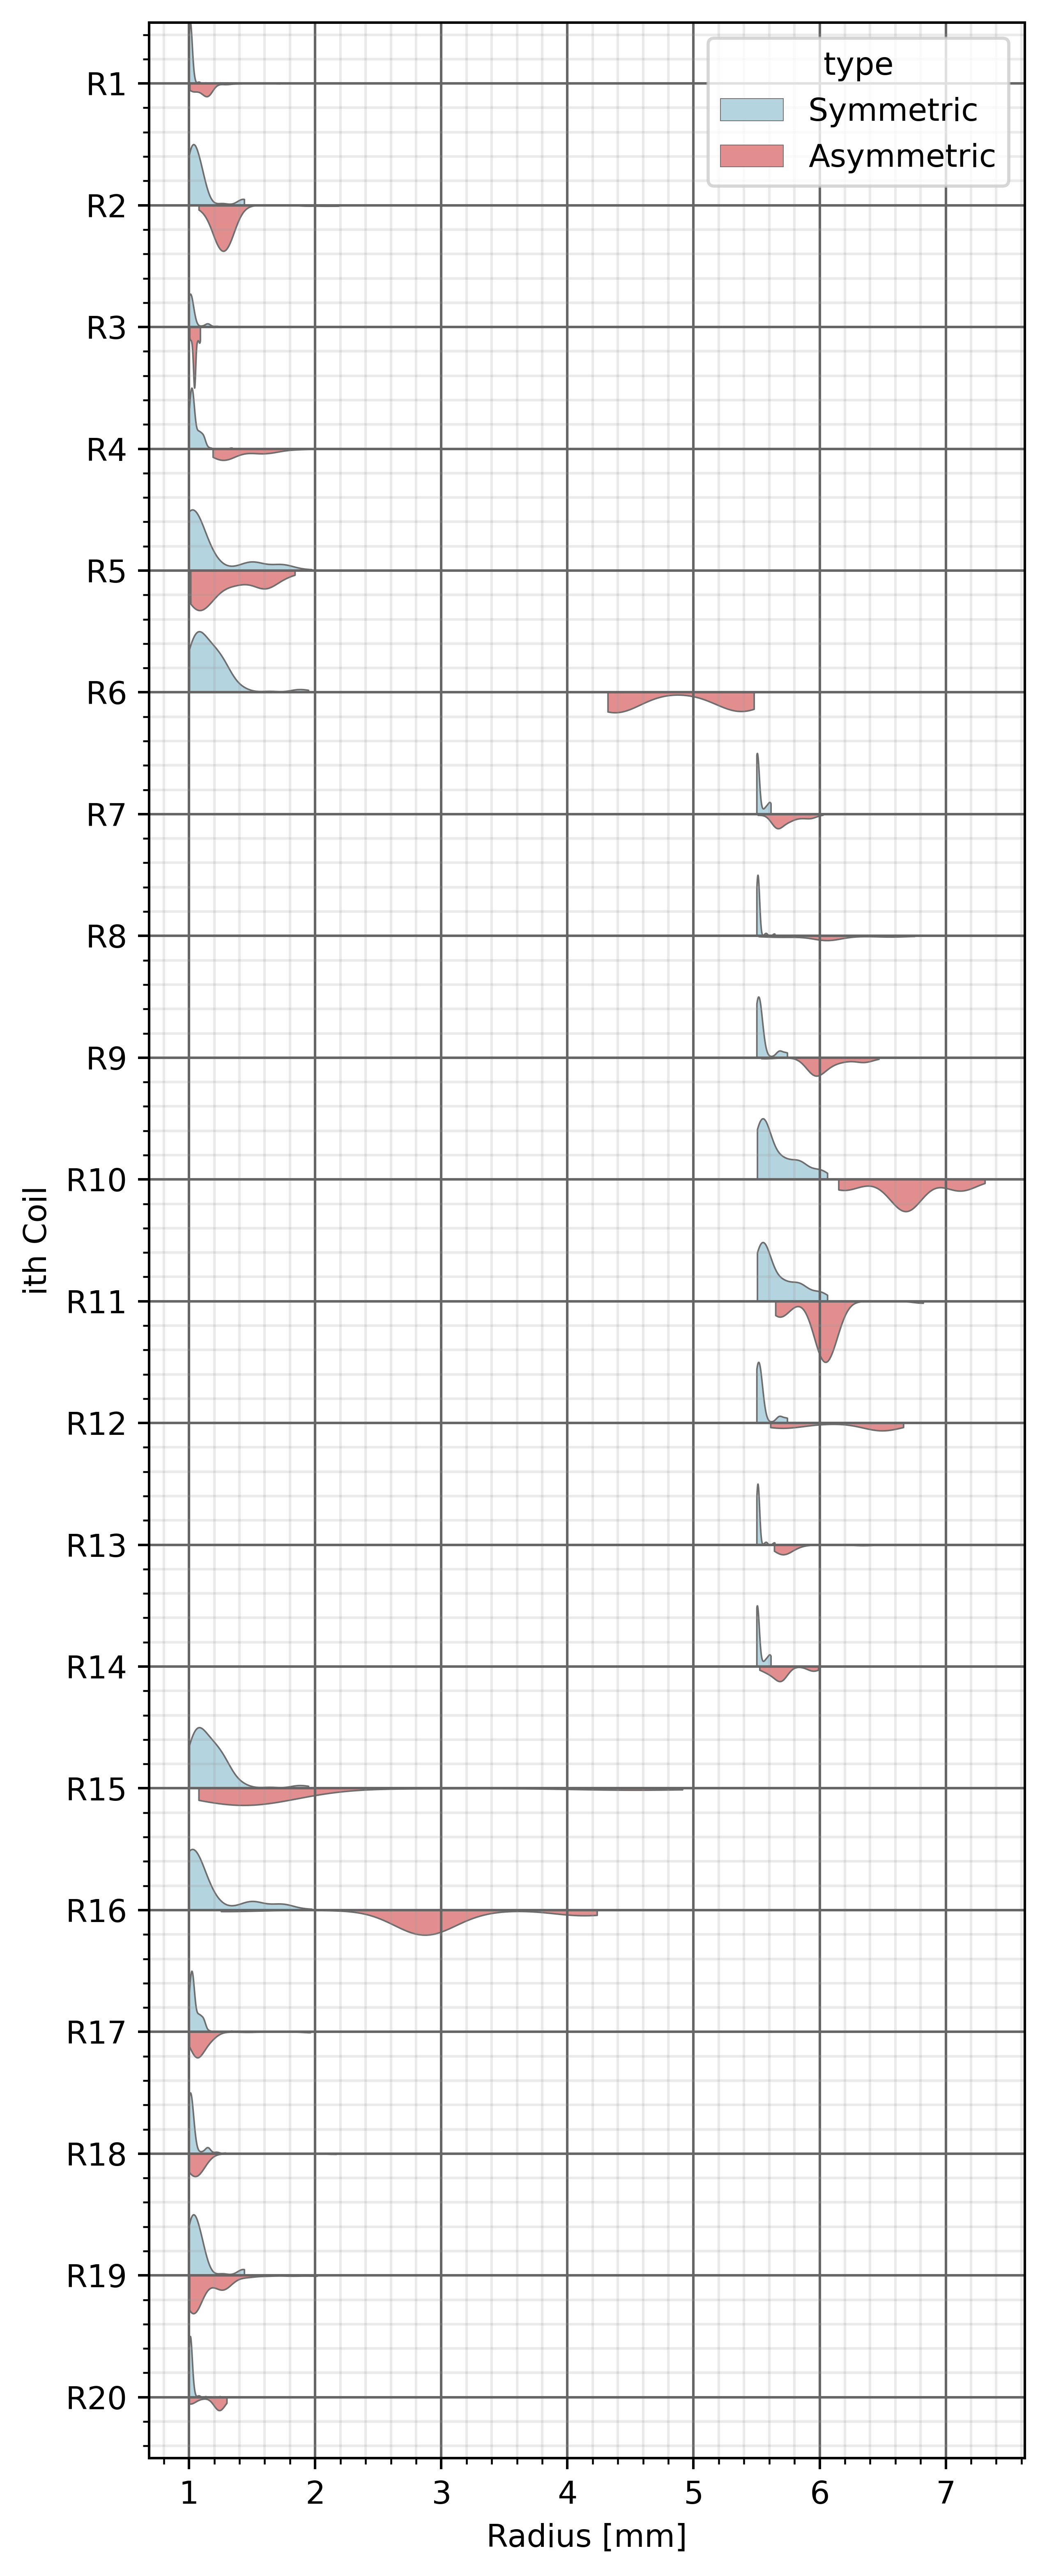 type
Symmetric
Asymmetric
R1
R2
R3
R4
R5
R6
R7
R8
R9
R10
R11
R12
R13
R14
R15
R16
R17
R18
R19
R20
ith Coil
1 2 3 4 5 6 7
Radius [mm]